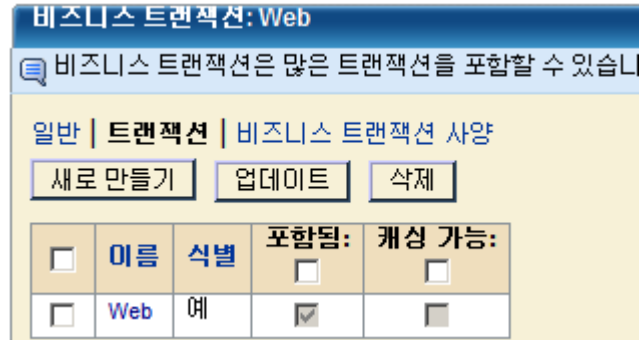 비즈니스 트랜잭션: Web
비즈니스 트랜잭션은 많은 트랜잭션을 포함할 수 있습니
일반 | 트랜잭션 | 비즈니스 트랜잭션 사양
새로 만들기 업데이트 삭제
이름 식별 포함됨: 캐싱 가능:
Web 예